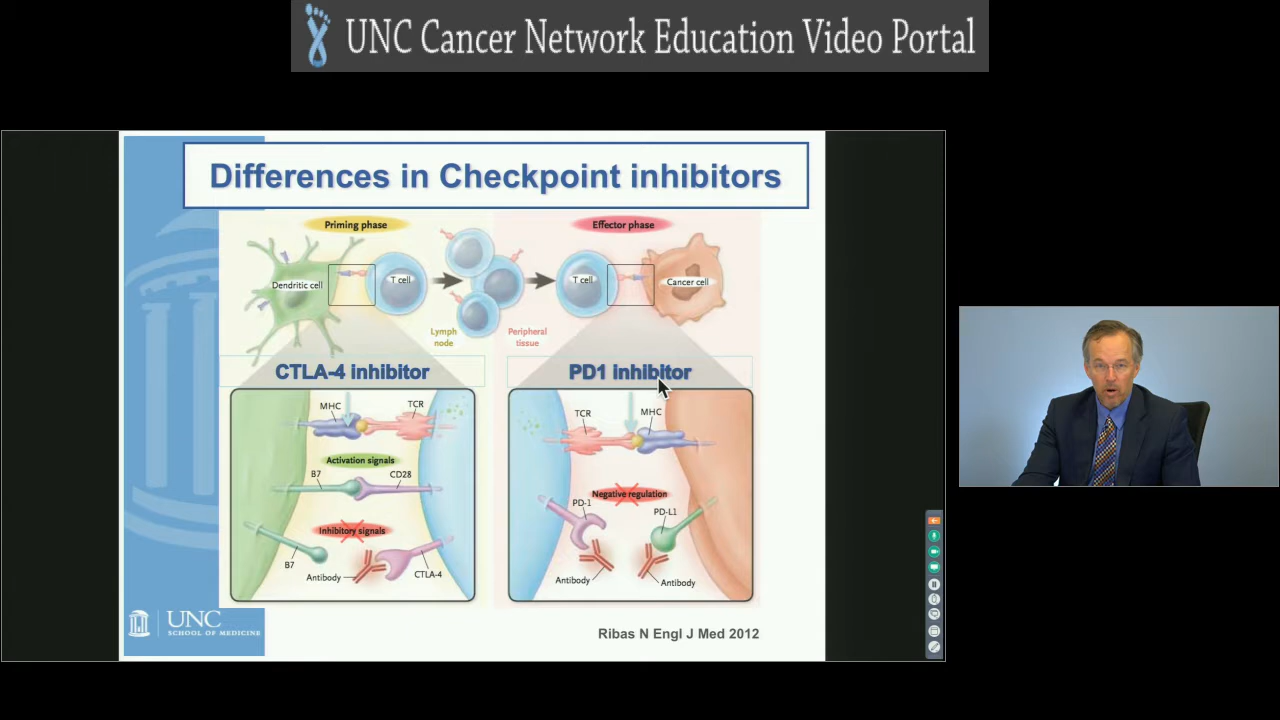 UNC Cancer Network Education Video Portal
Differences in Checkpoint inhibitors
Priming phase
Effector phase
Dendritic cell
T cell
T cell
Cancer cell
Lymph
node
Peripheral
tissue
CTLA-4 inhibitor
PD1 inhibitor
MHC
TCR
Activation signals
B7
CD28
Inhibitory signals
B7
Antibody
CTLA-4
TCR
MHC
Negative regulation
PD-1
PD-L1
Antibody
Antibody
UNC
SCHOOL OF MEDICINE
Ribas N Engl J Med 2012